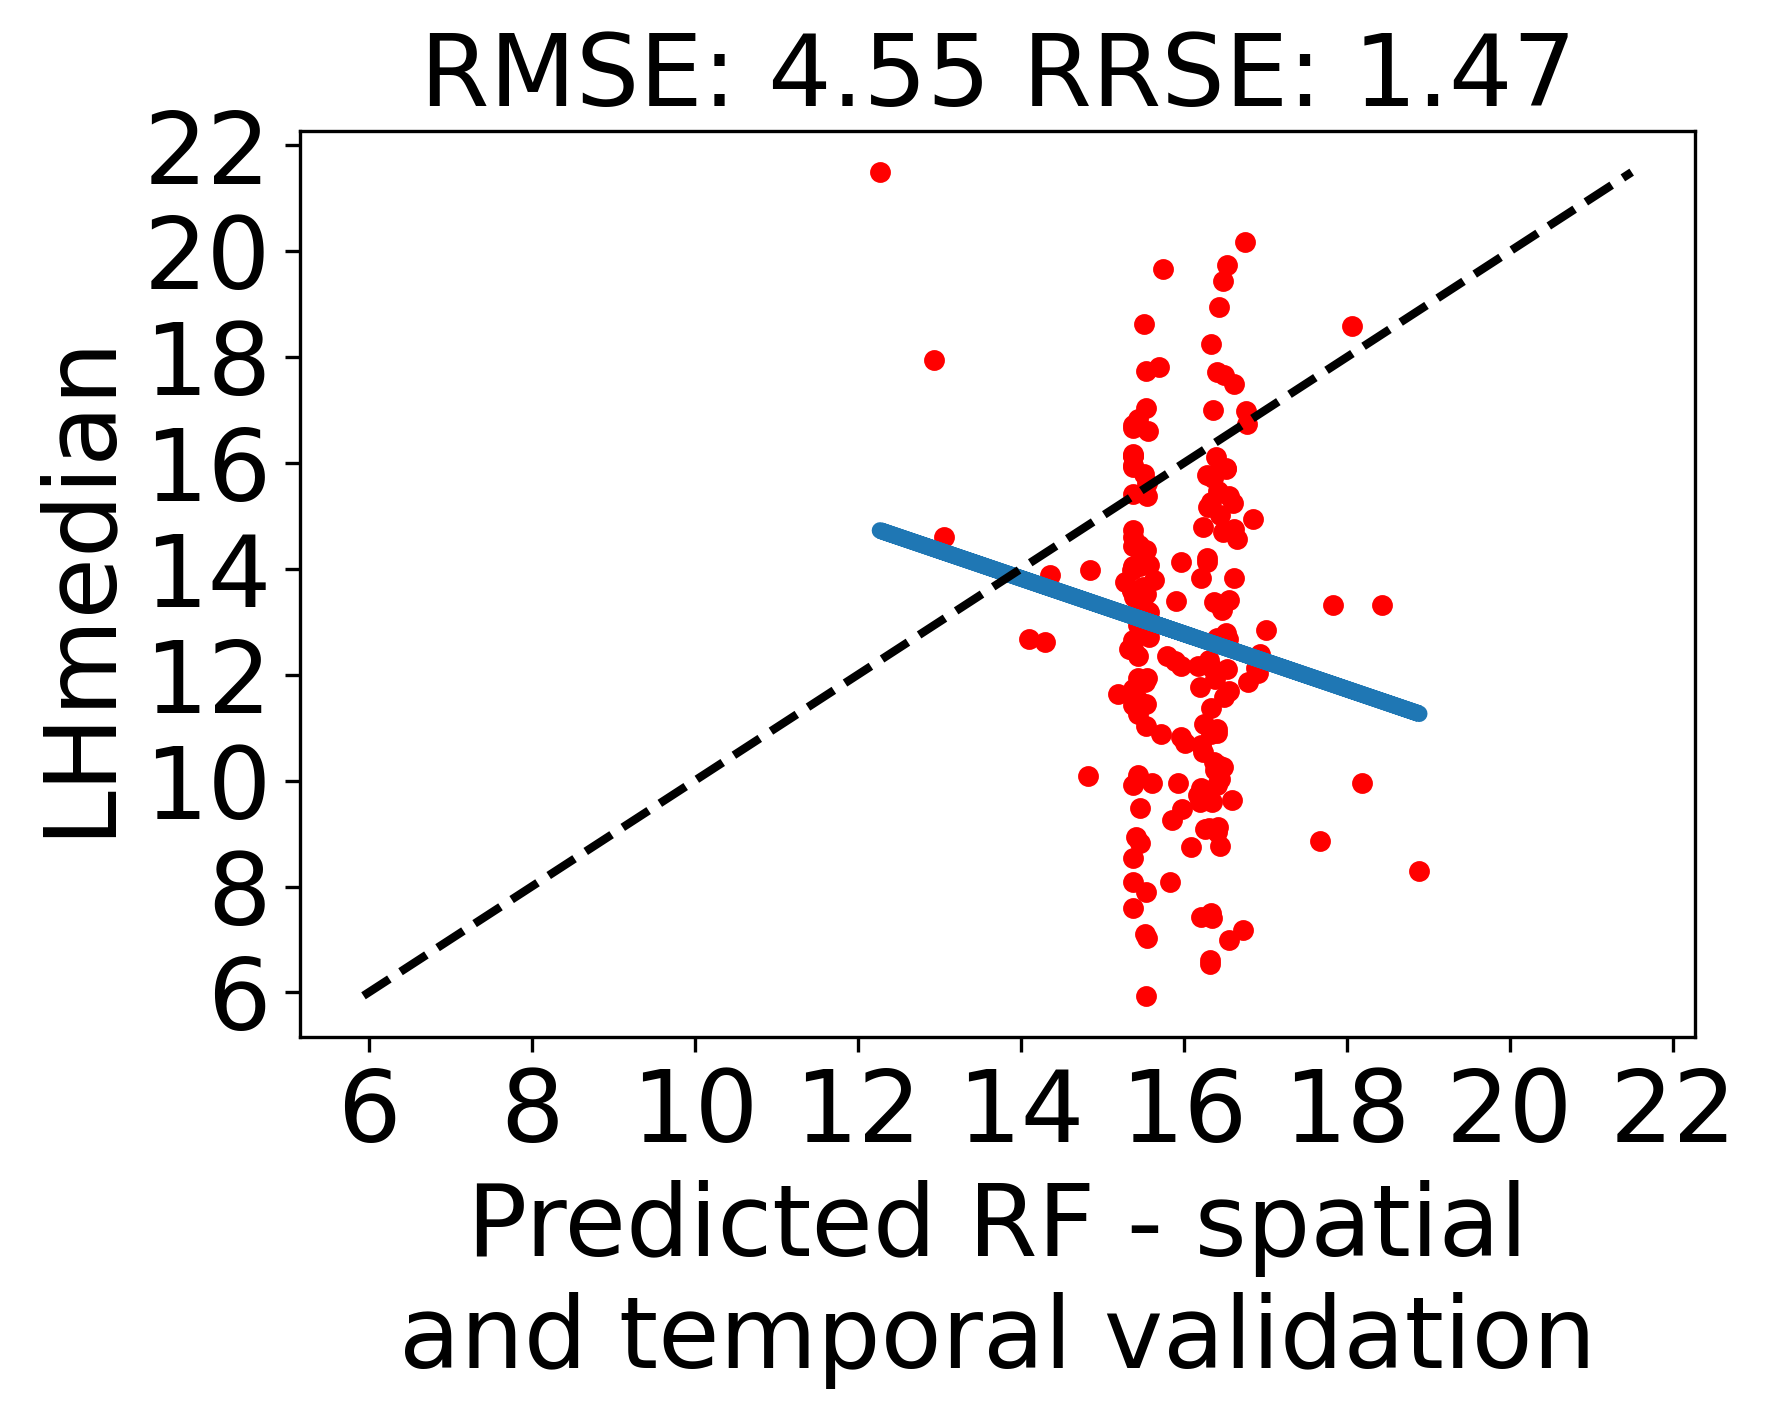 RMSE: 4.55 RRSE: 1.47
22
20
18
16
14
12
10
8
6
LHmedian
6 8 10 12 14 16 18 20 22
Predicted RF - spatial
and temporal validation